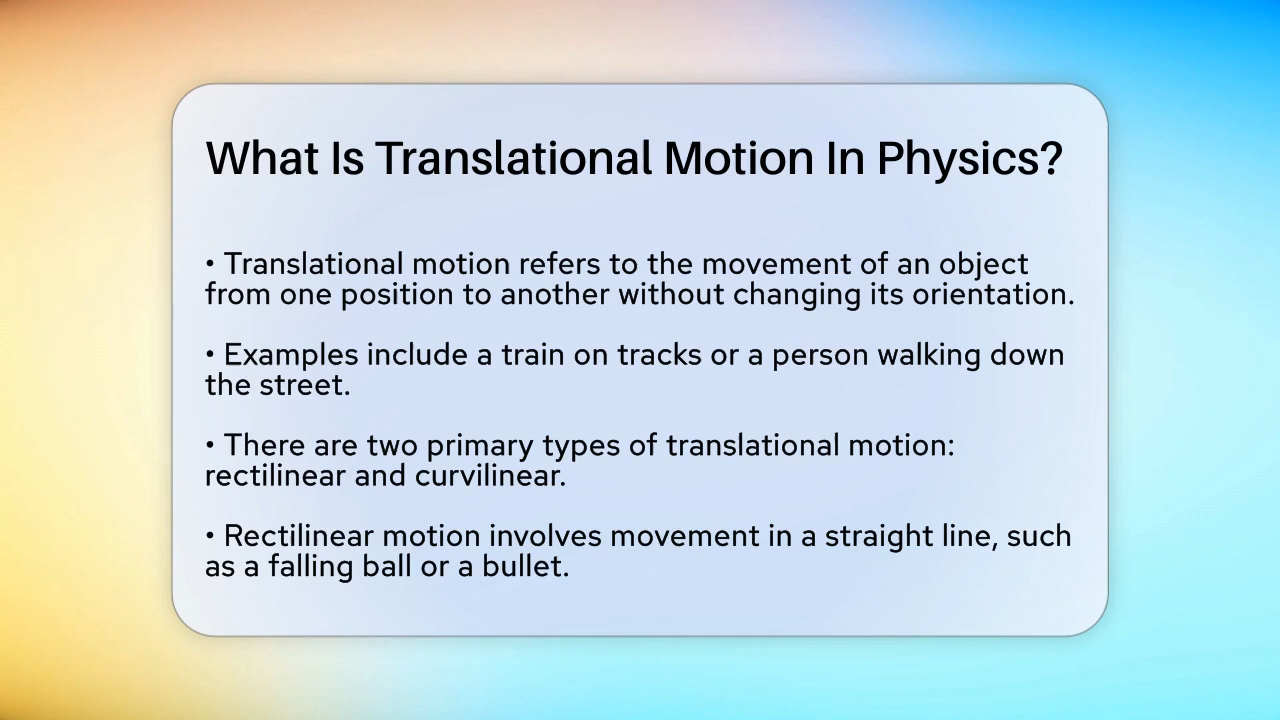 What Is Translational Motion In Physics?
• Translational motion refers to the movement of an object
from one position to another without changing its orientation.
• Examples include a train on tracks or a person walking down
the street.
• There are two primary types of translational motion:
rectilinear and curvilinear.
• Rectilinear motion involves movement in a straight line, such
as a falling ball or a bullet.